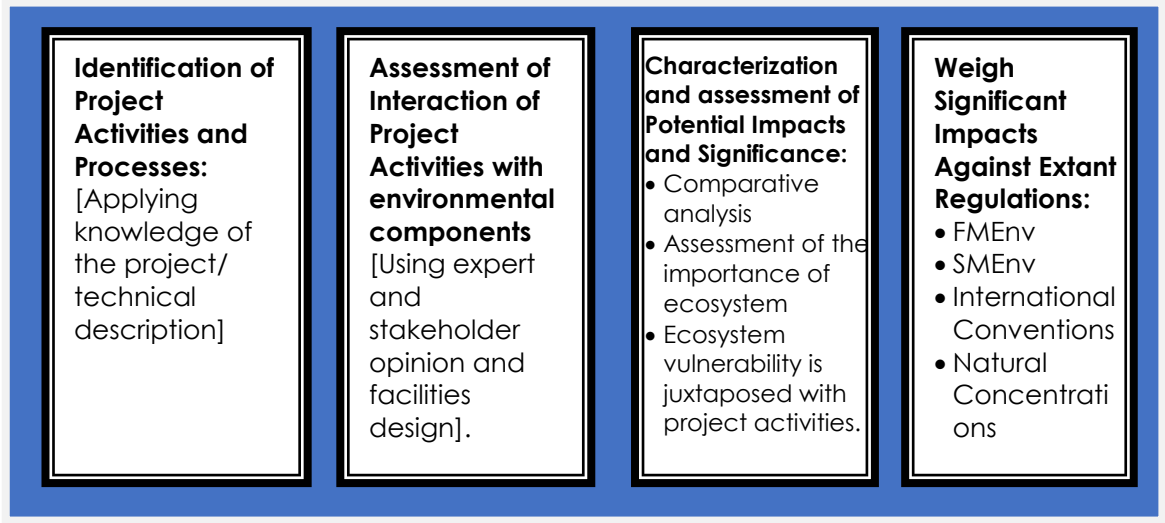 Identification of
Project
Activities and
Processes:
[Applying
knowledge of
the project/
technical
description]
Assessment of
Interaction of
Project
Activities with
environmental
components
[Using expert
and
stakeholder
opinion and
facilities
design].
Characterization
and assessment of
Potential Impacts
and Significance:
• Comparative
analysis
• Assessment of the
importance of
ecosystem
• Ecosystem
vulnerability is
juxtaposed with
project activities.
Weigh
Significant
Impacts
Against Extant
Regulations:
• FMEnv
• SMEnv
• International
Conventions
• Natural
Concentrati
ons